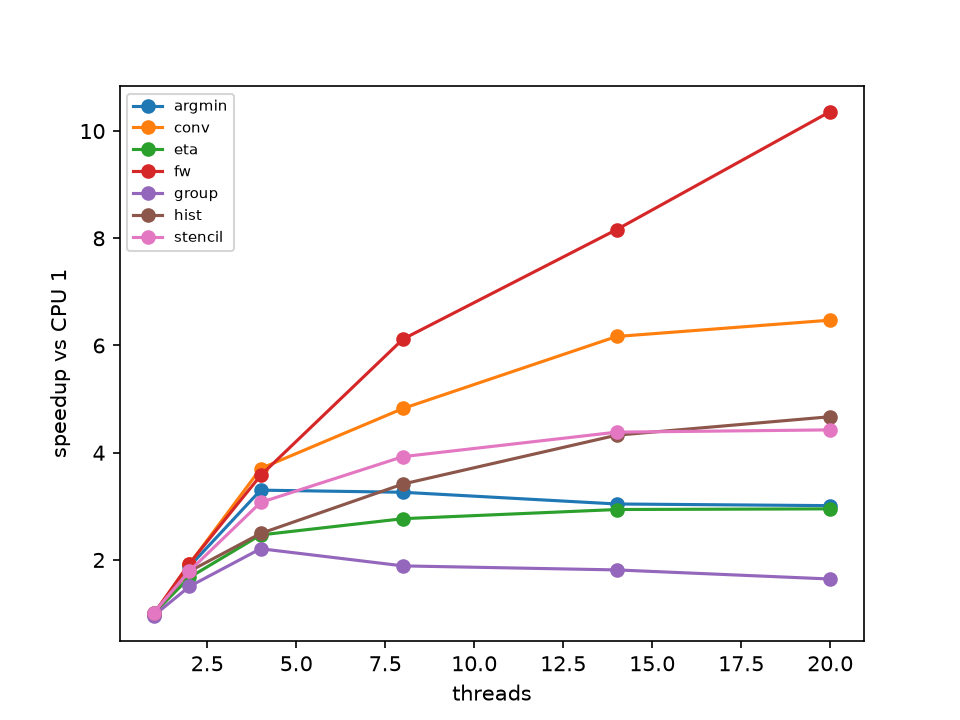 argmin
conv
eta
fw
group
hist
stencil
10
8
6
4
2
speedup vs CPU 1
2.5 5.0 7.5 10.0 12.5 15.0 17.5 20.0
threads